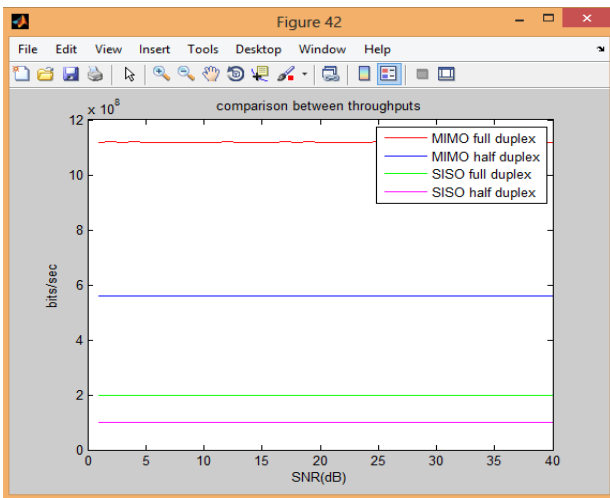 Figure 42
File Edit View Insert Tools Desktop Window Help
× 10^8
comparison between throughputs
12
10
8
6
4
2
0
bits/sec
MIMO full duplex
MIMO half duplex
SISO full duplex
SISO half duplex
0 5 10 15 20 25 30 35 40
SNR(dB)